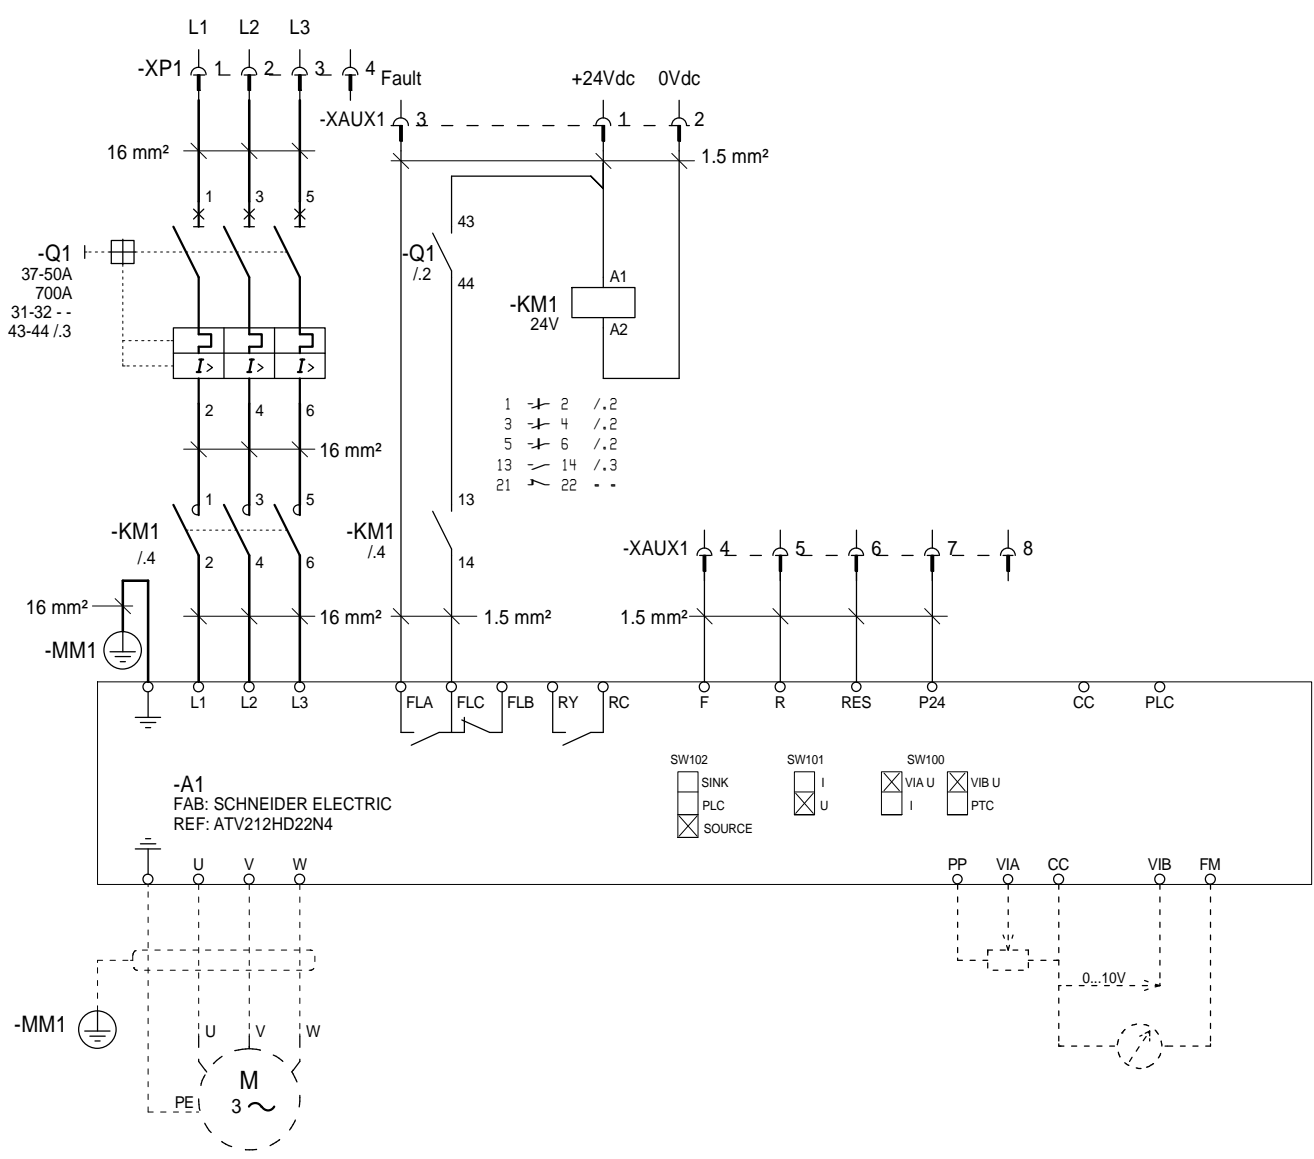 L1 L2 L3
-XP1 1 2 3 4
Fault +24Vdc 0Vdc
-XAUX1 3 1 2
16 mm² 1.5 mm²
1 3 5
43
-Q1
37-50A
700A
31-32 - -
43-44 /.3
-Q1
/.2
44
A1
-KM1
24V
A2
I> I> I>
2 4 6
1 2 /.2
3 4 /.2
5 6 /.2
13 14 /.3
21 22 - -
16 mm²
1 3 5
13
-KM1
/.4
-KM1
/.4
2 4 6
14
-XAUX1 4 5 6 7 8
16 mm² 16 mm² 1.5 mm² 1.5 mm²
-MM1
L1 L2 L3 FLA FLC FLB RY RC F R RES P24 CC PLC
-A1
FAB: SCHNEIDER ELECTRIC
REF: ATV212HD22N4
SW102
SINK
PLC
SOURCE
SW101
I
U
SW100
VIA U VIB U
I PTC
U V W
PP VIA CC VIB FM
0...10V
-MM1
U V W
M
3
PE